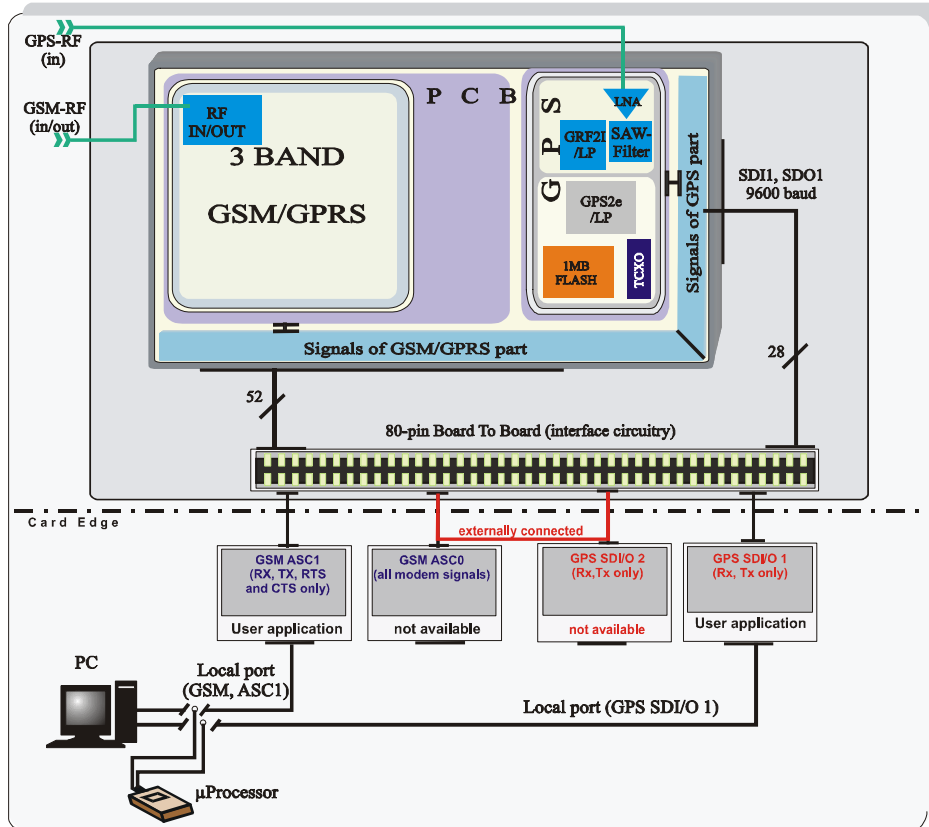 GPS-RF
(in)
GSM-RF
(in/out)
RF
IN/OUT
3 BAND
GSM/GPRS
P C B
G P S
LNA
GRF2I
/LP
SAW-
Filter
GPS2e
/LP
1MB
FLASH
TCXO
Signals of GPS part
SDI1, SDO1
9600 baud
Signals of GSM/GPRS part
52
28
80-pin Board To Board (interface circuitry)
Card Edge
externally connected
GSM ASC1
(RX, TX, RTS
and CTS only)
User application
GSM ASC0
(all modem signals)
not available
GPS SDI/O 2
(Rx,Tx only)
not available
GPS SDI/O 1
(Rx, Tx only)
User application
PC
Local port
(GSM, ASC1)
Local port (GPS SDI/O 1)
µProcessor